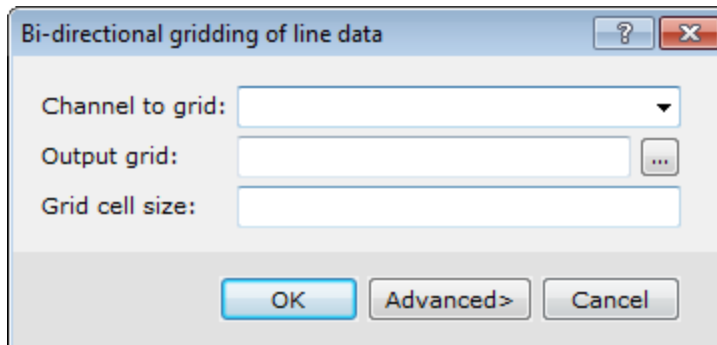 Bi-directional gridding of line data
Channel to grid:
Output grid:
...
Grid cell size:
OK Advanced> Cancel